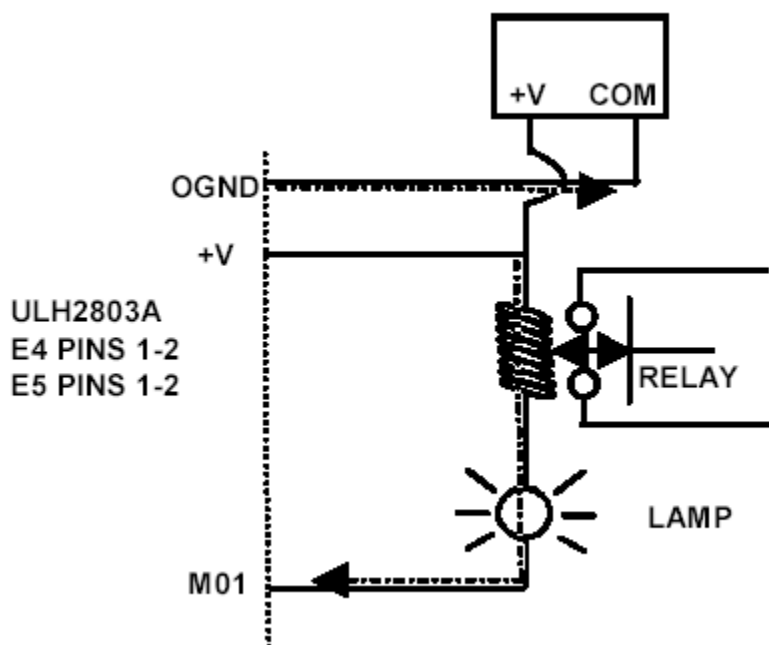 +V COM
OGND
+V
ULH2803A
E4 PINS 1-2
E5 PINS 1-2
RELAY
LAMP
M01